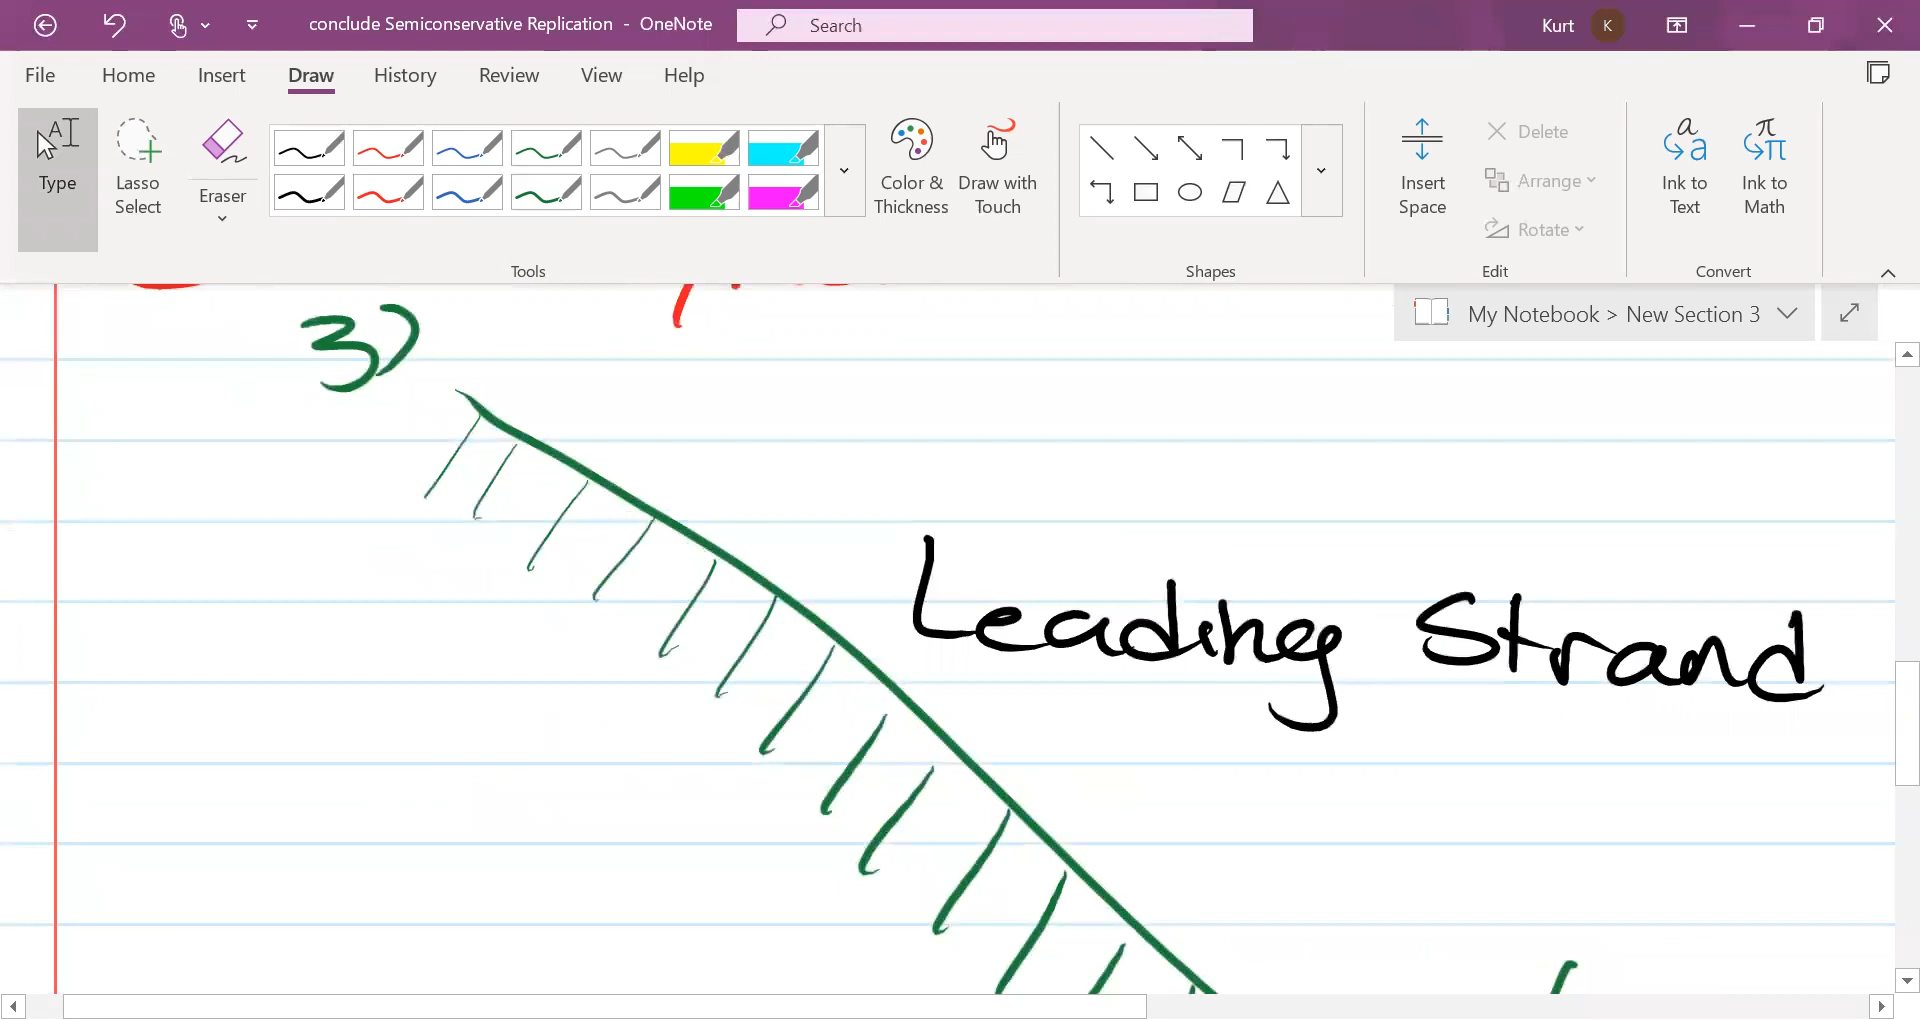 conclude Semiconservative Replication - OneNote
Search
Kurt
K
File Home Insert Draw History Review View Help
Type
Lasso Select
Eraser
Color & Thickness
Draw with Touch
Insert Space
Delete
Arrange
Rotate
Ink to Text
Ink to Math
Tools Shapes Edit Convert
My Notebook > New Section 3
3)
Leading Strand